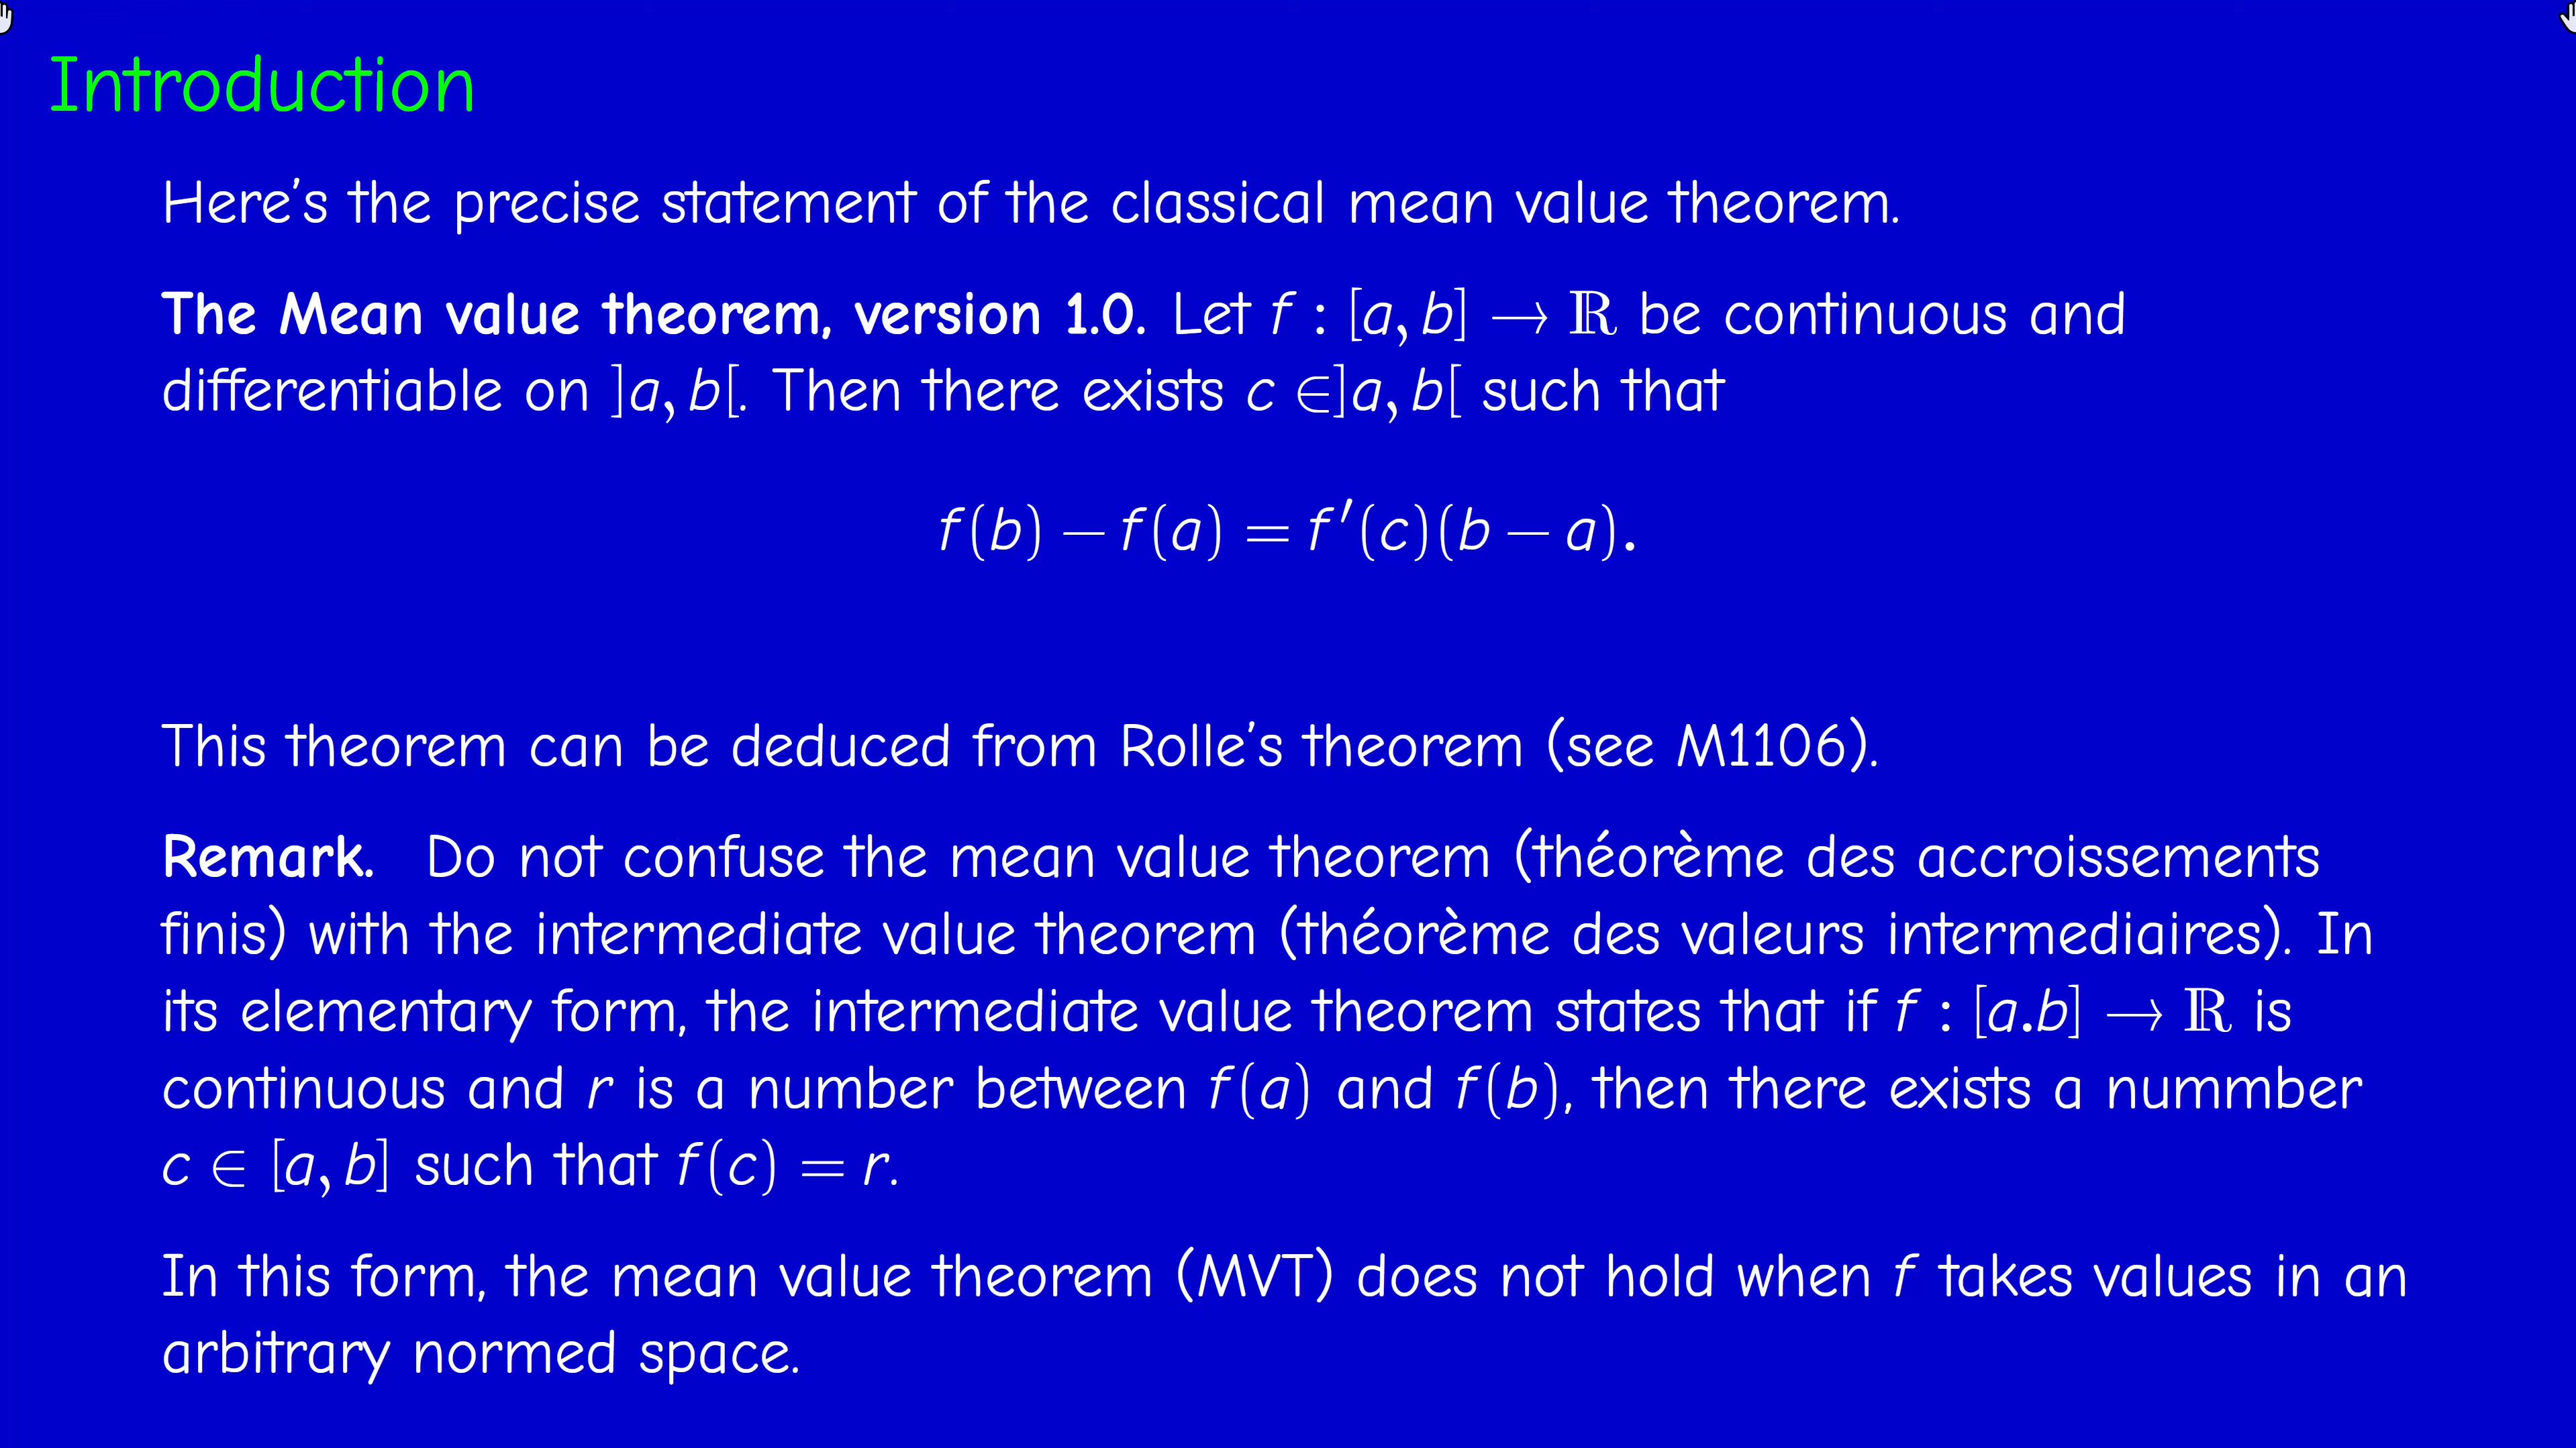 Introduction
Here's the precise statement of the classical mean value theorem.
The Mean value theorem, version 1.0. Let f : [a, b] → ℝ be continuous and
differentiable on ]a, b[. Then there exists c ∈]a, b[ such that
f(b) − f(a) = f′(c)(b − a).
This theorem can be deduced from Rolle's theorem (see M1106).
Remark. Do not confuse the mean value theorem (théorème des accroissements
finis) with the intermediate value theorem (théorème des valeurs intermediaires). In
its elementary form, the intermediate value theorem states that if f : [a.b] → ℝ is
continuous and r is a number between f(a) and f(b), then there exists a nummber
c ∈ [a, b] such that f(c) = r.
In this form, the mean value theorem (MVT) does not hold when f takes values in an
arbitrary normed space.